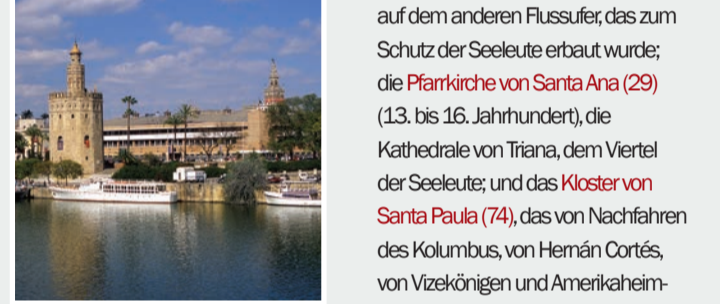 auf dem anderen Flussufer, das zum
Schutz der Seeleute erbaut wurde;
die Pfarrkirche von Santa Ana (29)
(13. bis 16. Jahrhundert), die
Kathedrale von Triana, dem Viertel
der Seeleute; und das Kloster von
Santa Paula (74), das von Nachfahren
des Kolumbus, von Hernán Cortés,
von Vizekönigen und Amerikaheim-